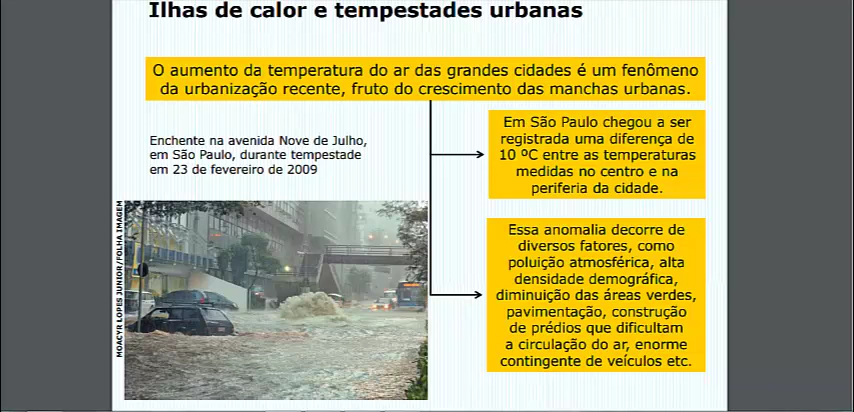 Ilhas de calor e tempestades urbanas
O aumento da temperatura do ar das grandes cidades é um fenômeno
da urbanização recente, fruto do crescimento das manchas urbanas.
Enchente na avenida Nove de Julho,
em São Paulo, durante tempestade
em 23 de fevereiro de 2009
Em São Paulo chegou a ser
registrada uma diferença de
10 ºC entre as temperaturas
medidas no centro e na
periferia da cidade.
MOACYR LOPES JUNIOR/FOLHA IMAGEM
Essa anomalia decorre de
diversos fatores, como
poluição atmosférica, alta
densidade demográfica,
diminuição das áreas verdes,
pavimentação, construção
de prédios que dificultam
a circulação do ar, enorme
contingente de veículos etc.